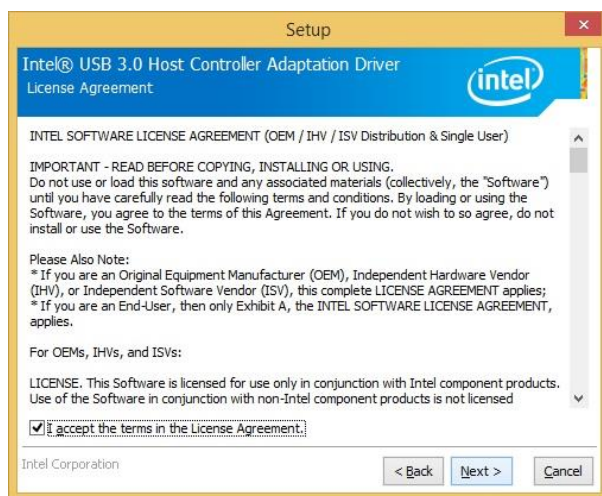 Setup
Intel® USB 3.0 Host Controller Adaptation Driver
License Agreement
intel
INTEL SOFTWARE LICENSE AGREEMENT (OEM / IHV / ISV Distribution & Single User)
IMPORTANT - READ BEFORE COPYING, INSTALLING OR USING.
Do not use or load this software and any associated materials (collectively, the "Software")
until you have carefully read the following terms and conditions. By loading or using the
Software, you agree to the terms of this Agreement. If you do not wish to so agree, do not
install or use the Software.
Please Also Note:
* If you are an Original Equipment Manufacturer (OEM), Independent Hardware Vendor
(IHV), or Independent Software Vendor (ISV), this complete LICENSE AGREEMENT applies;
* If you are an End-User, then only Exhibit A, the INTEL SOFTWARE LICENSE AGREEMENT,
applies.
For OEMs, IHVs, and ISVs:
LICENSE. This Software is licensed for use only in conjunction with Intel component products.
Use of the Software in conjunction with non-Intel component products is not licensed
I accept the terms in the License Agreement.
Intel Corporation
< Back Next > Cancel